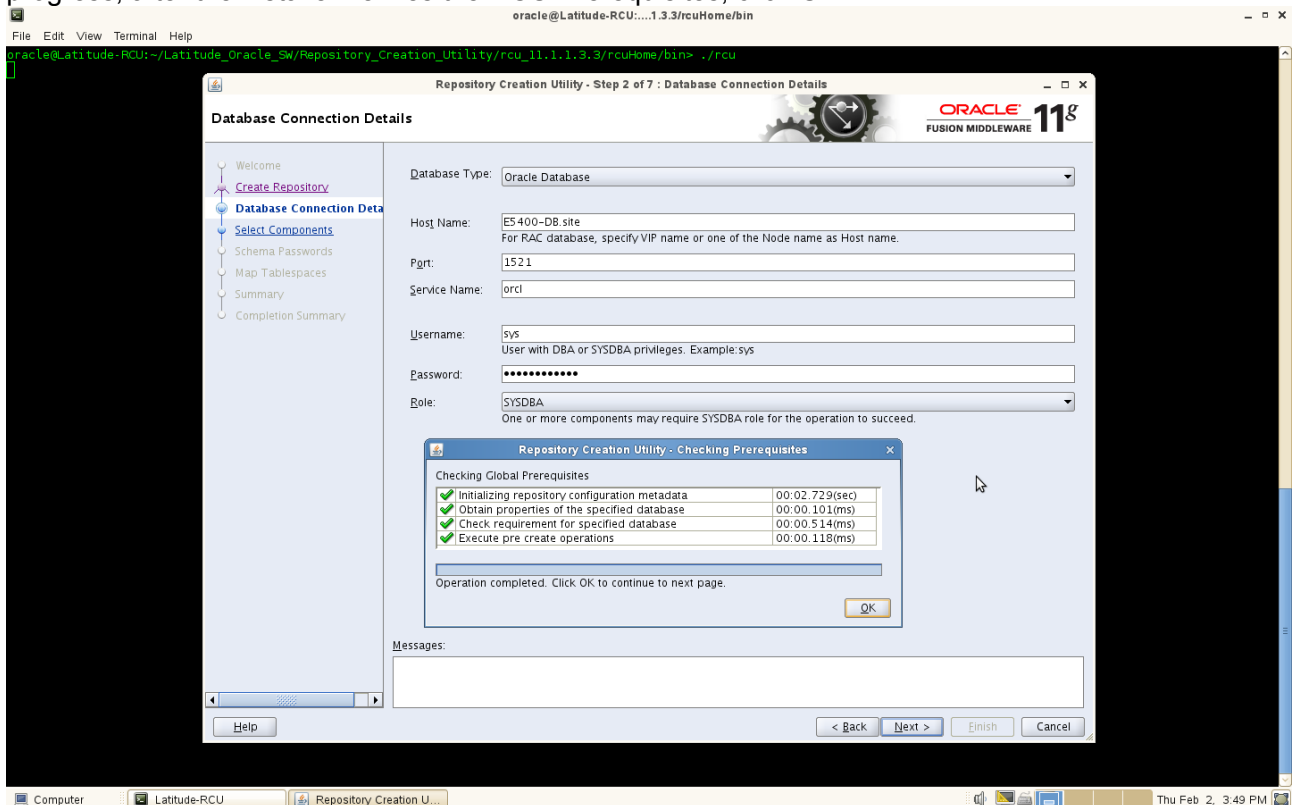 oracle@Latitude-RCU:....1.3.3/rcuHome/bin
File Edit View Terminal Help
oracle@Latitude-RCU:~/Latitude_Oracle_SW/Repository_Creation_Utility/rcu_11.1.1.3.3/rcuHome/bin> ./rcu
Repository Creation Utility - Step 2 of 7 : Database Connection Details
Database Connection Details
ORACLE
FUSION MIDDLEWARE 11g
Welcome
Create Repository
Database Connection Deta
Select Components
Schema Passwords
Map Tablespaces
Summary
Completion Summary
Database Type: Oracle Database
Host Name: E5400-DB.site
For RAC database, specify VIP name or one of the Node name as Host name.
Port: 1521
Service Name: orcl
Username: sys
User with DBA or SYSDBA privileges. Example:sys
Password: ••••••••••••
Role: SYSDBA
One or more components may require SYSDBA role for the operation to succeed.
Repository Creation Utility - Checking Prerequisites
Checking Global Prerequisites
Initializing repository configuration metadata 00:02.729(sec)
Obtain properties of the specified database 00:00.101(ms)
Check requirement for specified database 00:00.514(ms)
Execute pre create operations 00:00.118(ms)
Operation completed. Click OK to continue to next page.
OK
Messages:
Help < Back Next > Finish Cancel
Computer Latitude-RCU Repository Creation U... Thu Feb 2, 3:49 PM